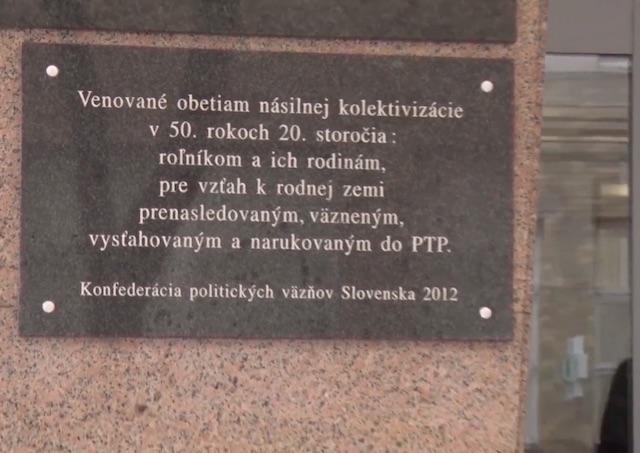 Venované obetiam násilnej kolektivizácie
v 50. rokoch 20. storočia:
roľníkom a ich rodinám,
pre vzťah k rodnej zemi
prenasledovaným, väzneným,
vysťahovaným a narukovaným do PTP.
Konfederácia politických väzňov Slovenska 2012